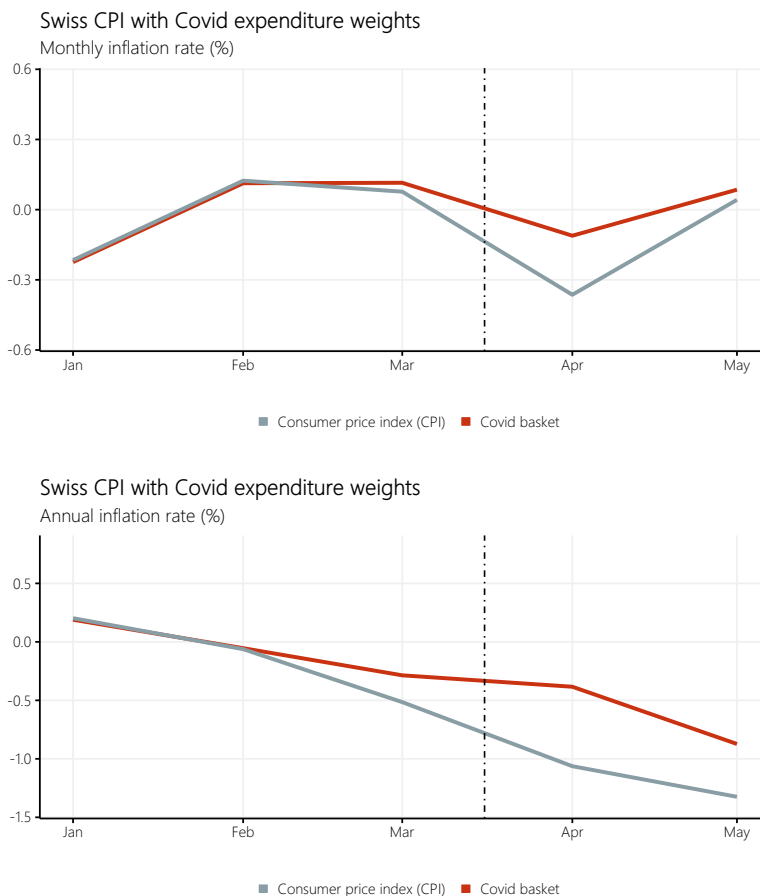 Swiss CPI with Covid expenditure weights
Monthly inflation rate (%)
0.6
0.3
0.0
-0.3
-0.6
Jan Feb Mar Apr May
Consumer price index (CPI) Covid basket
Swiss CPI with Covid expenditure weights
Annual inflation rate (%)
0.5
0.0
-0.5
-1.0
-1.5
Jan Feb Mar Apr May
Consumer price index (CPI) Covid basket